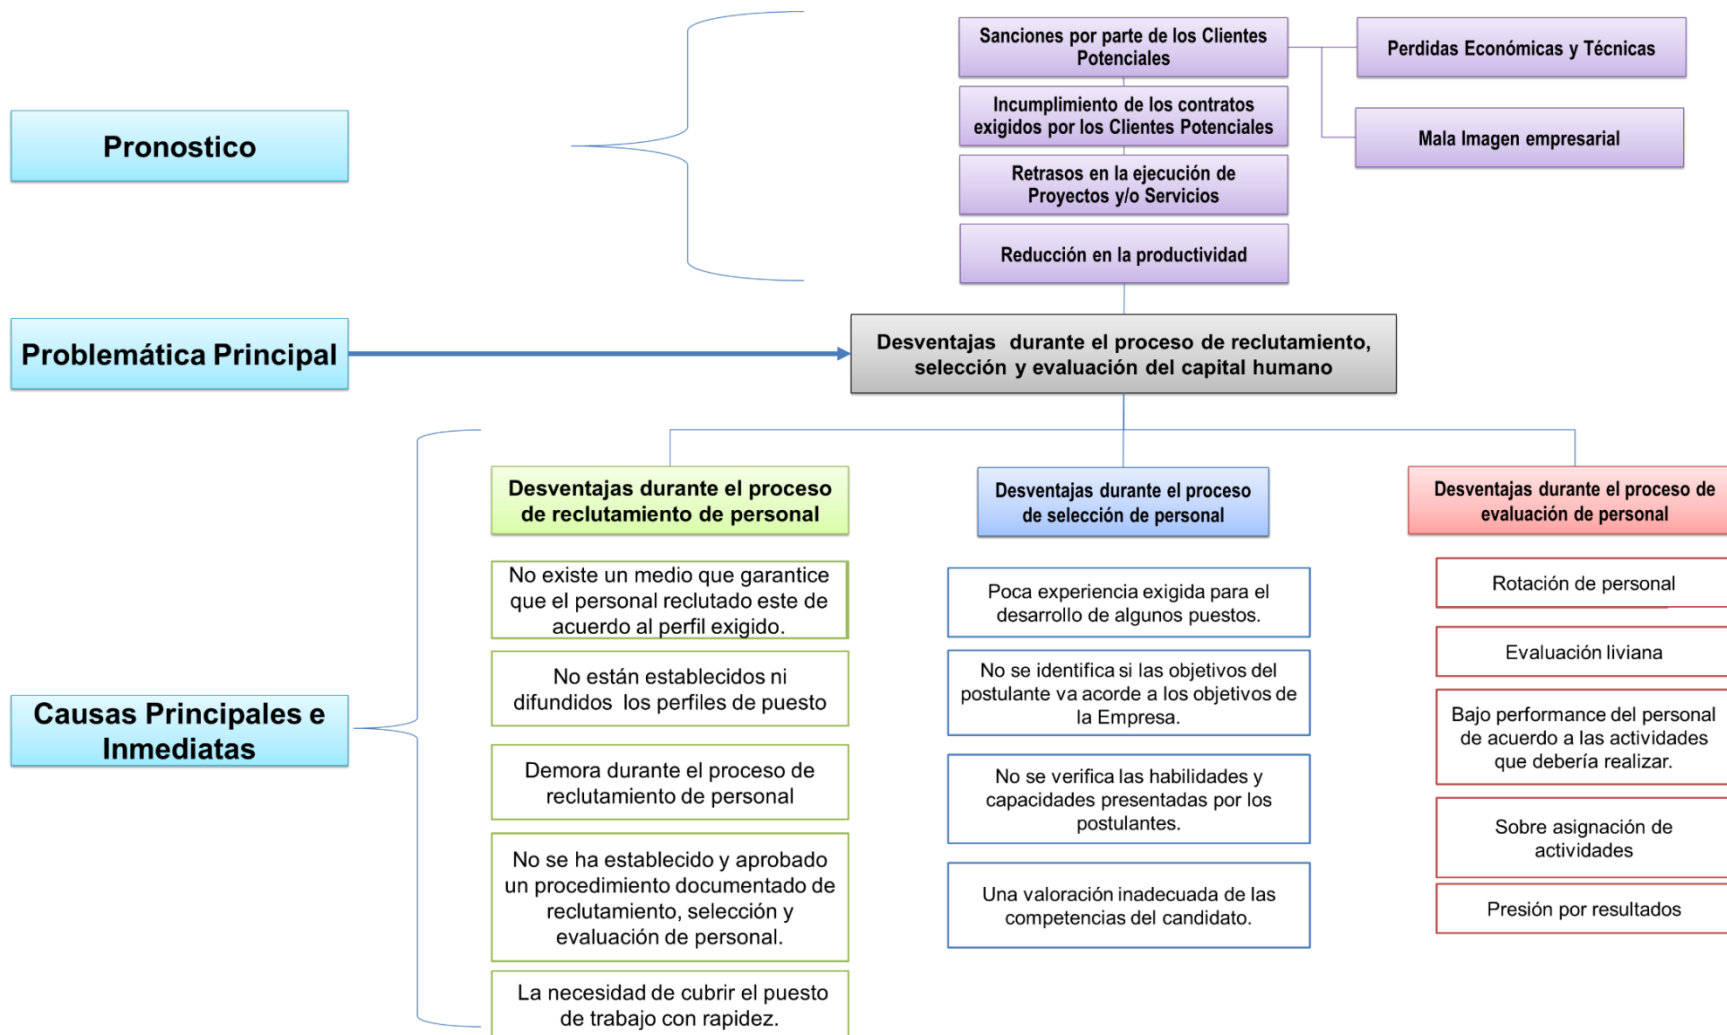 Sanciones por parte de los Clientes
Potenciales
Perdidas Económicas y Técnicas
Incumplimiento de los contratos
exigidos por los Clientes Potenciales
Mala Imagen empresarial
Pronostico
Retrasos en la ejecución de
Proyectos y/o Servicios
Reducción en la productividad
Problemática Principal
Desventajas durante el proceso de reclutamiento,
selección y evaluación del capital humano
Causas Principales e
Inmediatas
Desventajas durante el proceso
de reclutamiento de personal
No existe un medio que garantice
que el personal reclutado este de
acuerdo al perfil exigido.
No están establecidos ni
difundidos los perfiles de puesto
Demora durante el proceso de
reclutamiento de personal
No se ha establecido y aprobado
un procedimiento documentado de
reclutamiento, selección y
evaluación de personal.
La necesidad de cubrir el puesto
de trabajo con rapidez.
Desventajas durante el proceso
de selección de personal
Poca experiencia exigida para el
desarrollo de algunos puestos.
No se identifica si las objetivos del
postulante va acorde a los objetivos de
la Empresa.
No se verifica las habilidades y
capacidades presentadas por los
postulantes.
Una valoración inadecuada de las
competencias del candidato.
Desventajas durante el proceso de
evaluación de personal
Rotación de personal
Evaluación liviana
Bajo performance del personal
de acuerdo a las actividades
que debería realizar.
Sobre asignación de
actividades
Presión por resultados